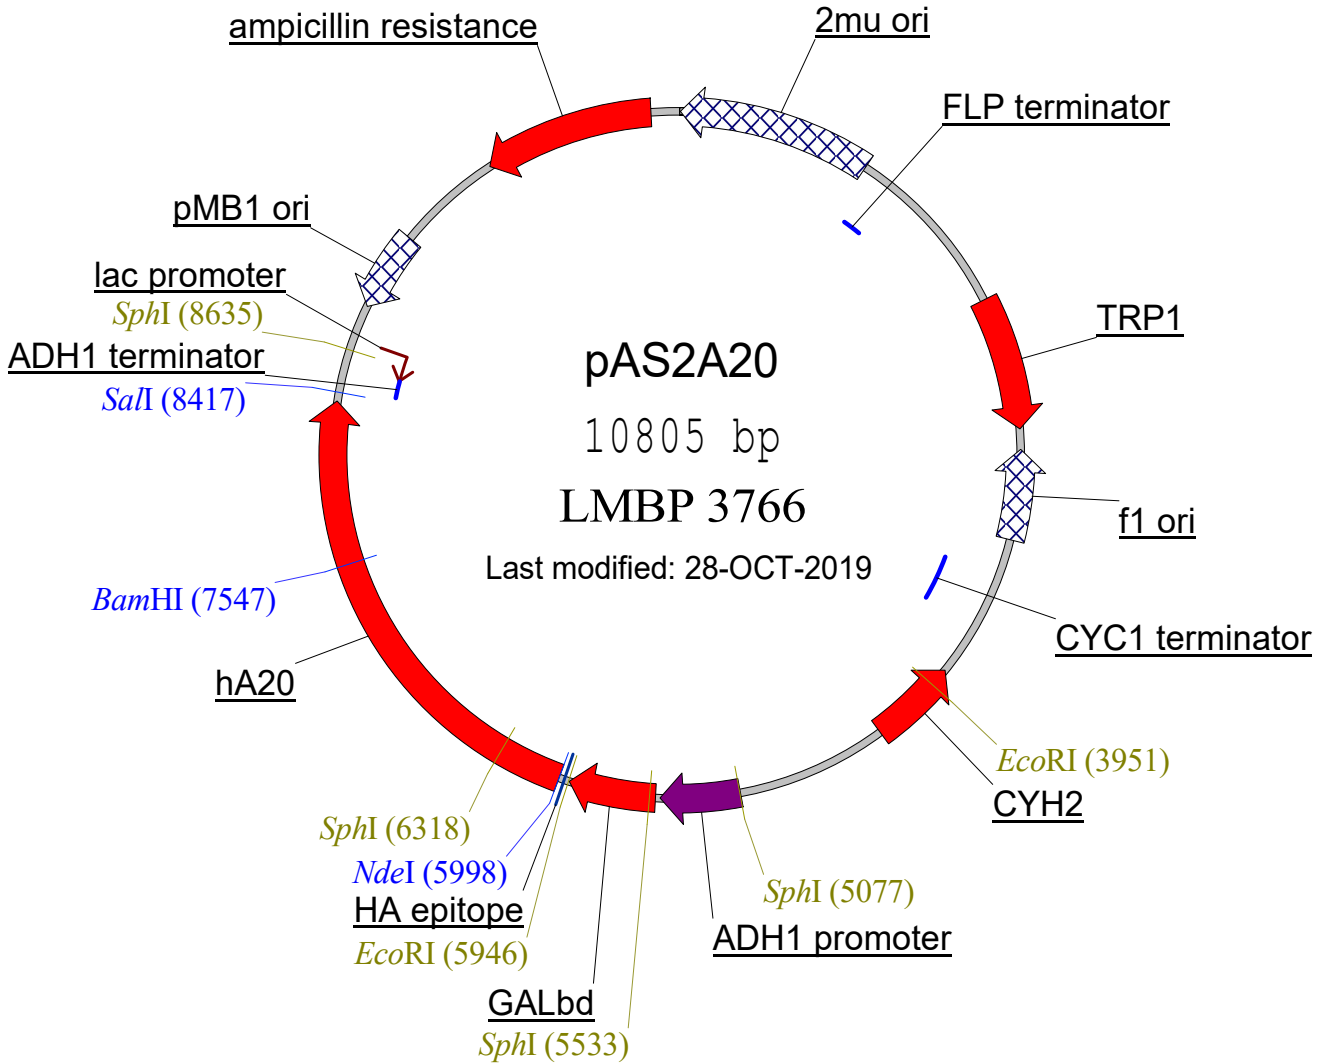 ampicillin resistance
2mu ori
FLP terminator
pMB1 ori
lac promoter
SphI (8635)
TRP1
ADH1 terminator
SalI (8417)
pAS2A20
10805 bp
LMBP 3766
f1 ori
Last modified: 28-OCT-2019
BamHI (7547)
CYC1 terminator
hA20
EcoRI (3951)
CYH2
SphI (6318)
NdeI (5998)
SphI (5077)
HA epitope
ADH1 promoter
EcoRI (5946)
GALbd
SphI (5533)